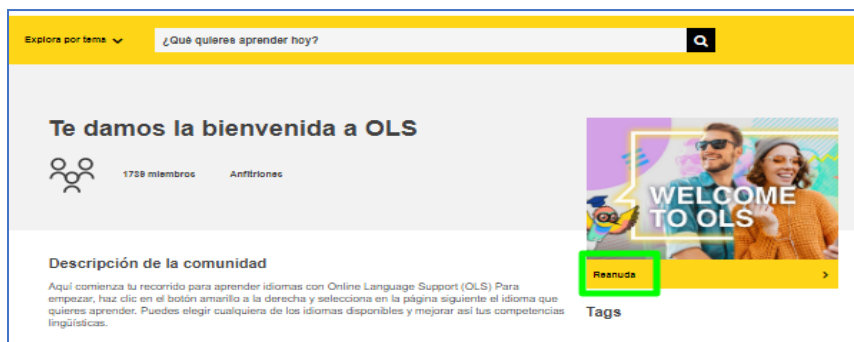 Explora por tema
¿Qué quieres aprender hoy?
Te damos la bienvenida a OLS
1739 miembros
Anfitriones
WELCOME
TO OLS
Reanuda
Descripción de la comunidad
Aquí comienza tu recorrido para aprender idiomas con Online Language Support (OLS) Para
empezar, haz clic en el botón amarillo a la derecha y selecciona en la página siguiente el idioma que
quieres aprender. Puedes elegir cualquiera de los idiomas disponibles y mejorar así tus competencias
lingüísticas.
Tags